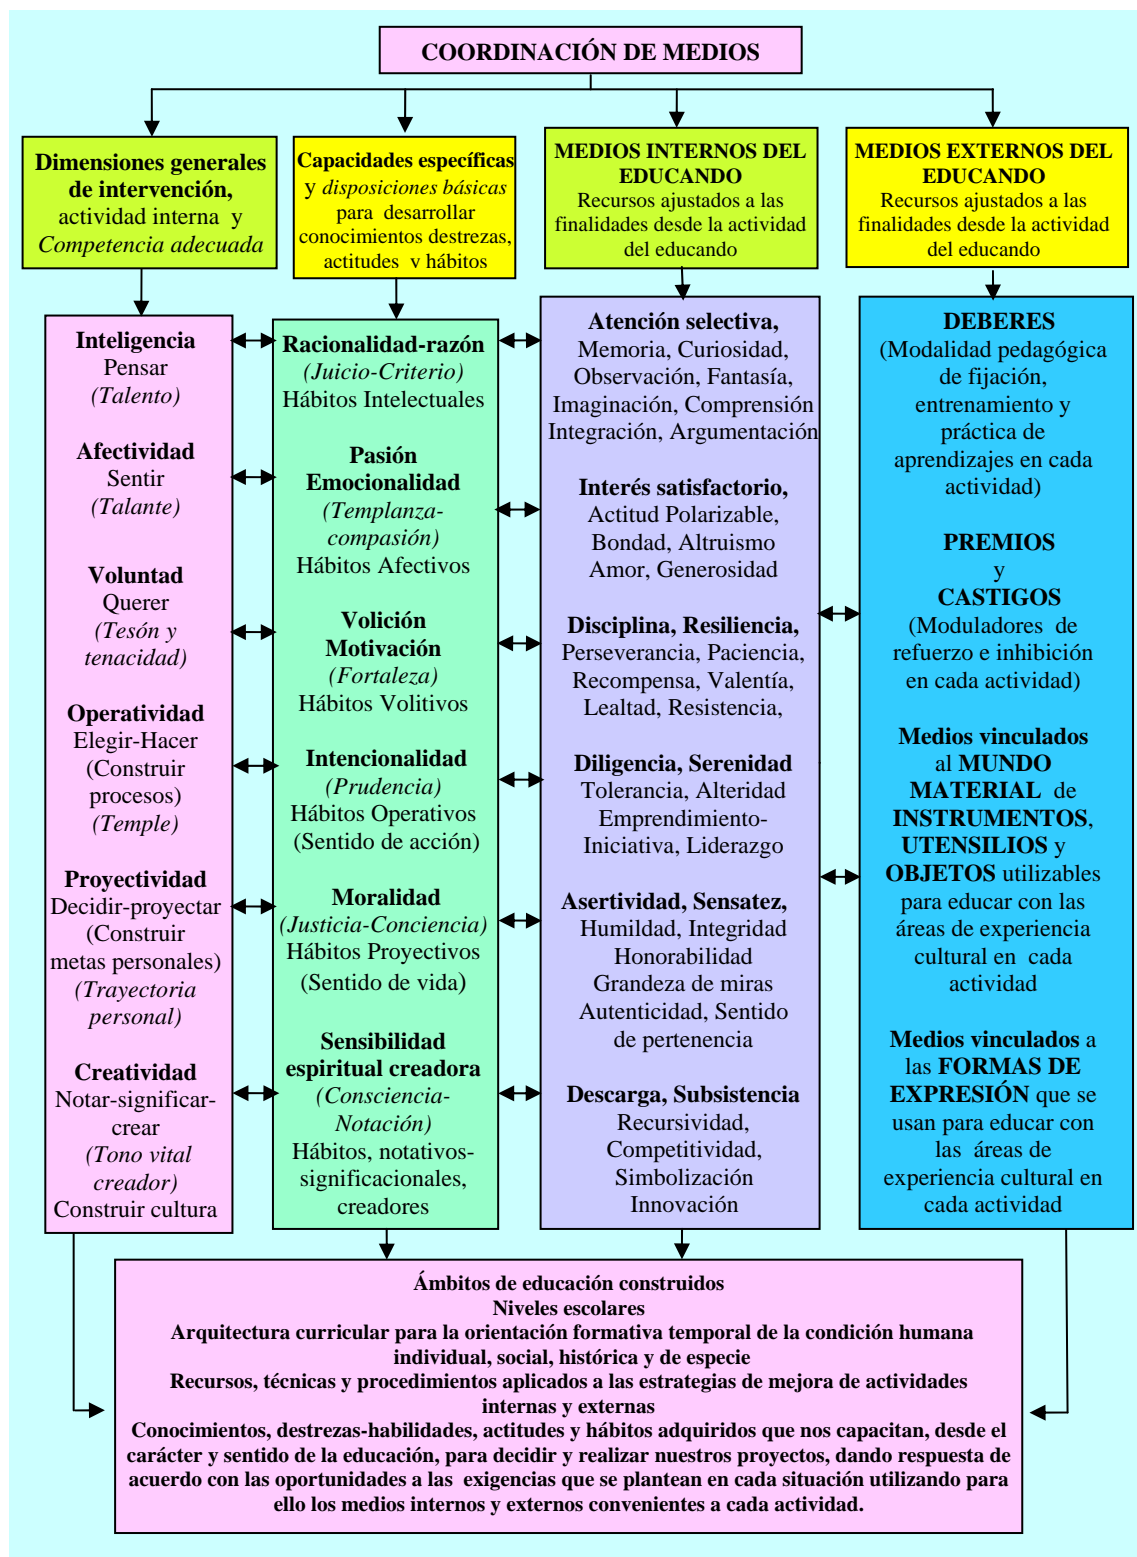 COORDINACIÓN DE MEDIOS
Dimensiones generales
de intervención,
actividad interna y
Competencia adecuada
Capacidades específicas
y disposiciones básicas
para desarrollar
conocimientos destrezas,
actitudes y hábitos
MEDIOS INTERNOS DEL
EDUCANDO
Recursos ajustados a las
finalidades desde la actividad
del educando
MEDIOS EXTERNOS DEL
EDUCANDO
Recursos ajustados a las
finalidades desde la actividad
del educando
Inteligencia
Pensar
(Talento)
Afectividad
Sentir
(Talante)
Voluntad
Querer
(Tesón y
tenacidad)
Operatividad
Elegir-Hacer
(Construir
procesos)
(Temple)
Proyectividad
Decidir-proyectar
(Construir
metas personales)
(Trayectoria
personal)
Creatividad
Notar-significar-
crear
(Tono vital
creador)
Construir cultura
Racionalidad-razón
(Juicio-Criterio)
Hábitos Intelectuales
Pasión
Emocionalidad
(Templanza-
compasión)
Hábitos Afectivos
Volición
Motivación
(Fortaleza)
Hábitos Volitivos
Intencionalidad
(Prudencia)
Hábitos Operativos
(Sentido de acción)
Moralidad
(Justicia-Conciencia)
Hábitos Proyectivos
(Sentido de vida)
Sensibilidad
espiritual creadora
(Consciencia-
Notación)
Hábitos, notativos-
significacionales,
creadores
Atención selectiva,
Memoria, Curiosidad,
Observación, Fantasía,
Imaginación, Comprensión
Integración, Argumentación
Interés satisfactorio,
Actitud Polarizable,
Bondad, Altruismo
Amor, Generosidad
Disciplina, Resiliencia,
Perseverancia, Paciencia,
Recompensa, Valentía,
Lealtad, Resistencia,
Diligencia, Serenidad
Tolerancia, Alteridad
Emprendimiento-
Iniciativa, Liderazgo
Asertividad, Sensatez,
Humildad, Integridad
Honorabilidad
Grandeza de miras
Autenticidad, Sentido
de pertenencia
Descarga, Subsistencia
Recursividad,
Competitividad,
Simbolización
Innovación
DEBERES
(Modalidad pedagógica
de fijación,
entrenamiento y
práctica de
aprendizajes en cada
actividad)
PREMIOS
y
CASTIGOS
(Moduladores de
refuerzo e inhibición
en cada actividad)
Medios vinculados
al MUNDO
MATERIAL de
INSTRUMENTOS,
UTENSILIOS y
OBJETOS utilizables
para educar con las
áreas de experiencia
cultural en cada
actividad
Medios vinculados a
las FORMAS DE
EXPRESIÓN que se
usan para educar con
las áreas de
experiencia cultural en
cada actividad
Ámbitos de educación construidos
Niveles escolares
Arquitectura curricular para la orientación formativa temporal de la condición humana
individual, social, histórica y de especie
Recursos, técnicas y procedimientos aplicados a las estrategias de mejora de actividades
internas y externas
Conocimientos, destrezas-habilidades, actitudes y hábitos adquiridos que nos capacitan, desde el
carácter y sentido de la educación, para decidir y realizar nuestros proyectos, dando respuesta de
acuerdo con las oportunidades a las exigencias que se plantean en cada situación utilizando para
ello los medios internos y externos convenientes a cada actividad.